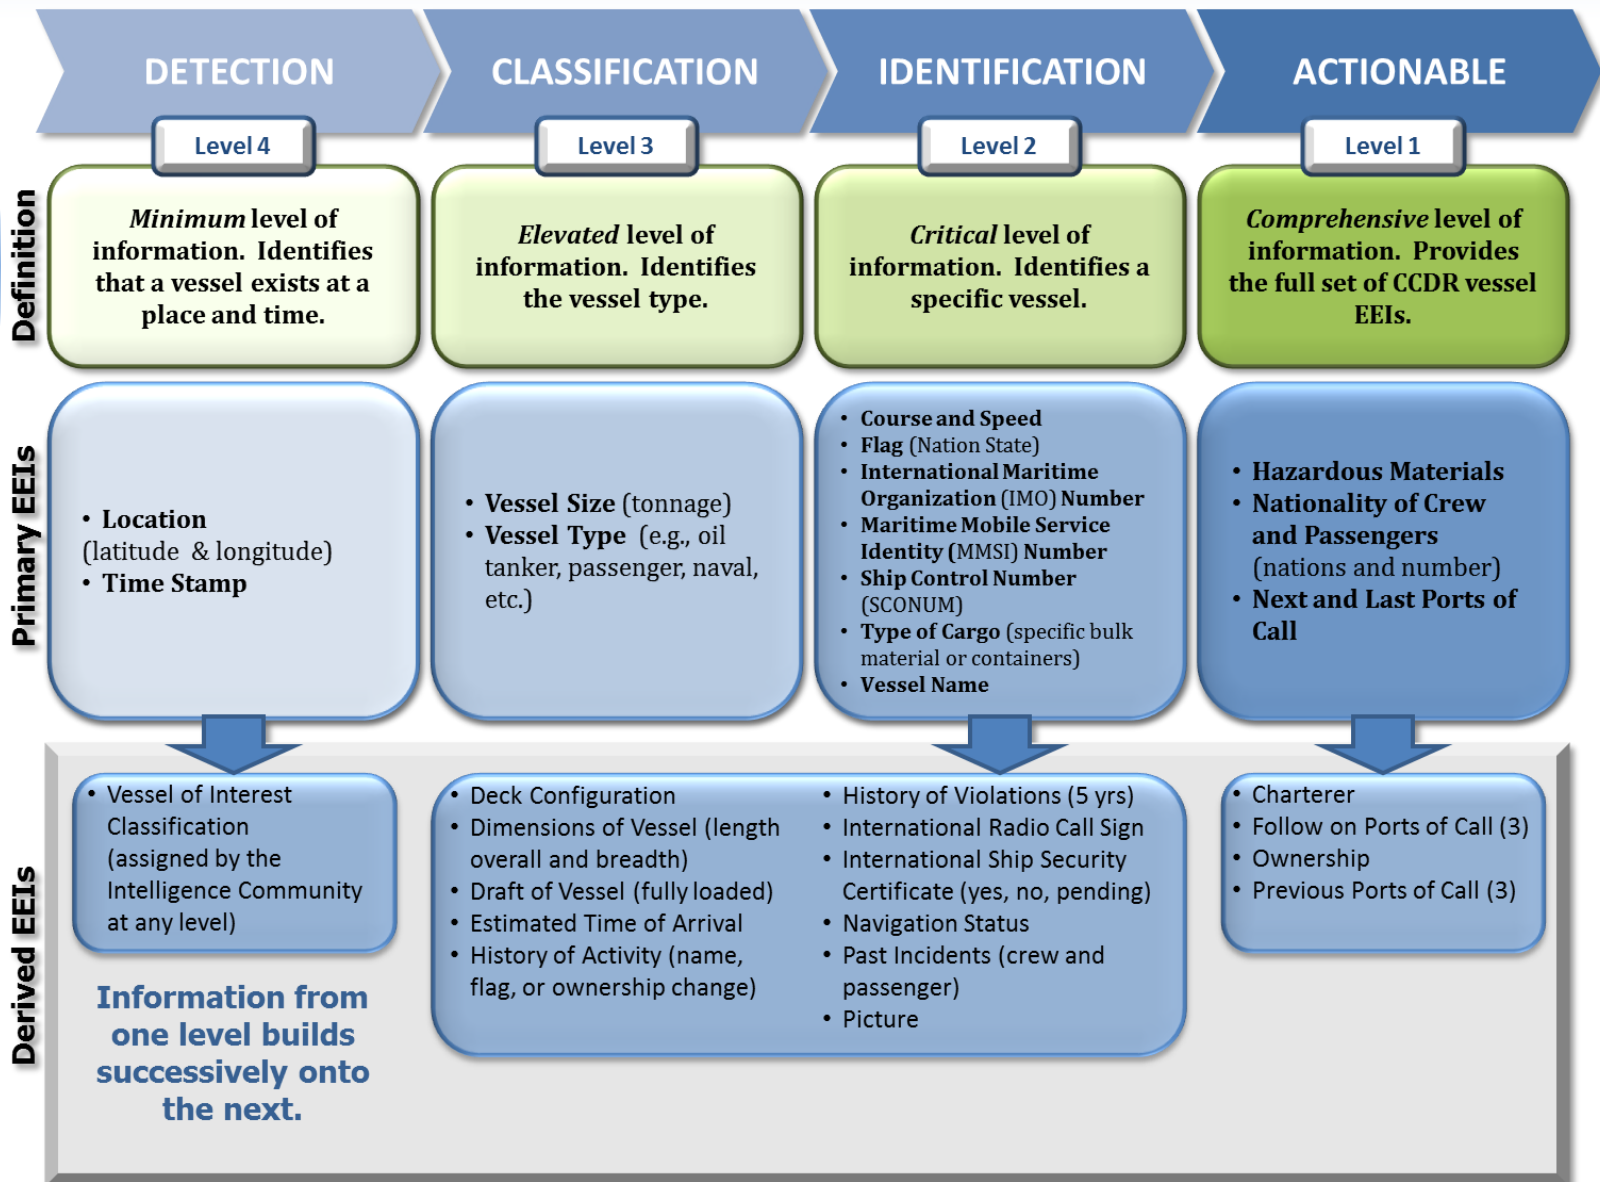 DETECTION
CLASSIFICATION
IDENTIFICATION
ACTIONABLE
Level 4
Level 3
Level 2
Level 1
Definition
Minimum level of
information.  Identifies
that a vessel exists at a
place and time.
Elevated level of
information.  Identifies
the vessel type.
Critical level of
information.  Identifies a
specific vessel.
Comprehensive level of
information.  Provides
the full set of CCDR vessel
EEIs.
Primary EEIs
• Location
(latitude & longitude)
• Time Stamp
• Vessel Size (tonnage)
• Vessel Type (e.g., oil
tanker, passenger, naval,
etc.)
• Course and Speed
• Flag (Nation State)
• International Maritime
Organization (IMO) Number
• Maritime Mobile Service
Identity (MMSI) Number
• Ship Control Number
(SCONUM)
• Type of Cargo (specific bulk
material or containers)
• Vessel Name
• Hazardous Materials
• Nationality of Crew
and Passengers
(nations and number)
• Next and Last Ports of
Call
Derived EEIs
• Vessel of Interest
Classification
(assigned by the
Intelligence Community
at any level)
Information from
one level builds
successively onto
the next.
• Deck Configuration
• Dimensions of Vessel (length
overall and breadth)
• Draft of Vessel (fully loaded)
• Estimated Time of Arrival
• History of Activity (name,
flag, or ownership change)
• History of Violations (5 yrs)
• International Radio Call Sign
• International Ship Security
Certificate (yes, no, pending)
• Navigation Status
• Past Incidents (crew and
passenger)
• Picture
• Charterer
• Follow on Ports of Call (3)
• Ownership
• Previous Ports of Call (3)